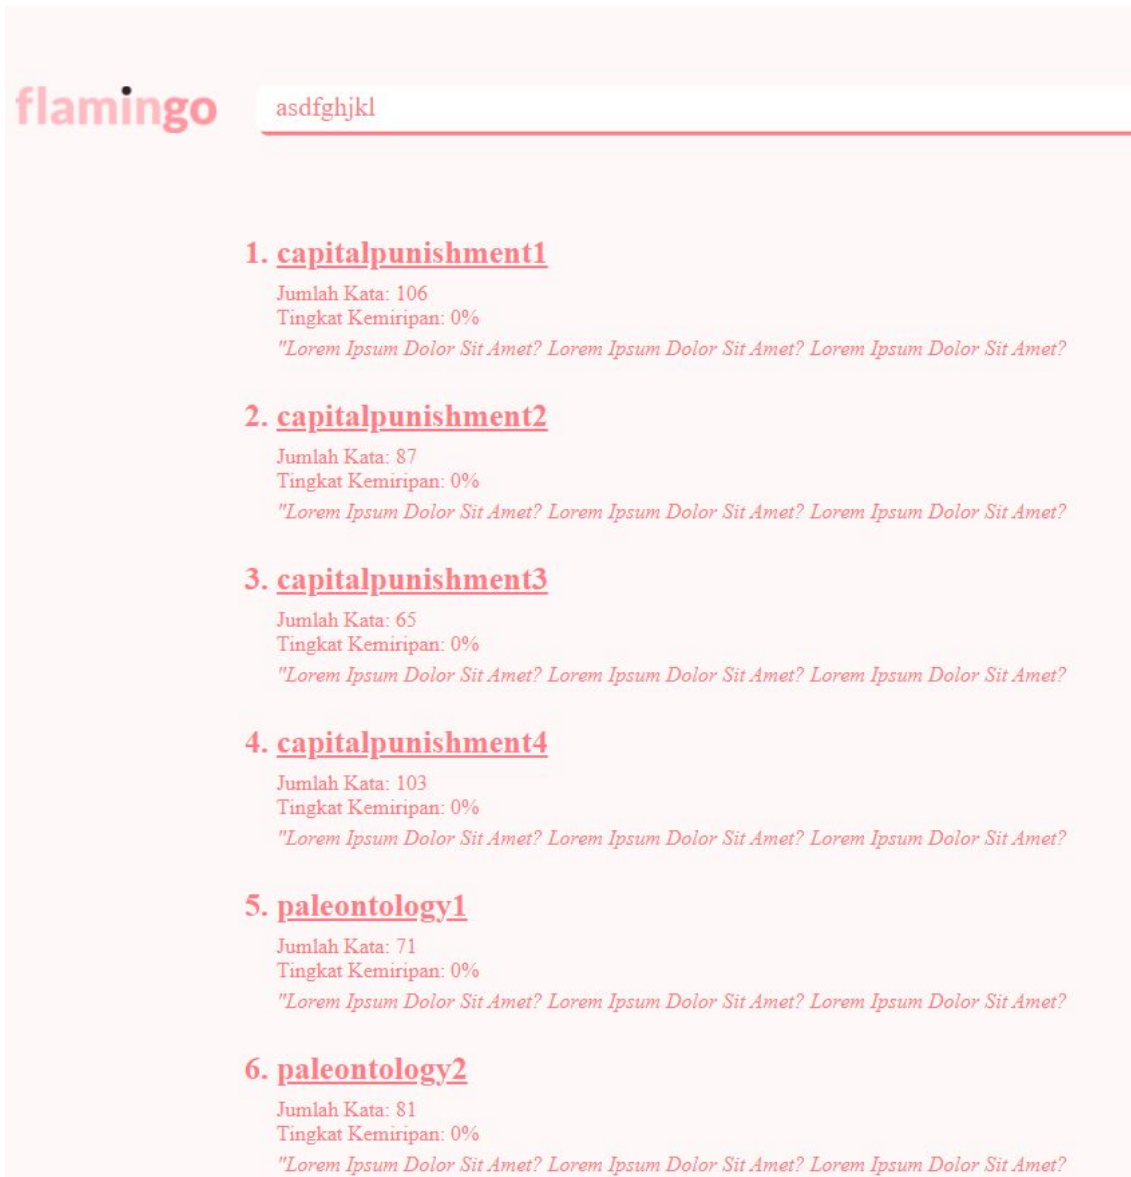 flamingo
asdfghjkl
1. capitalpunishment1
Jumlah Kata: 106
Tingkat Kemiripan: 0%
"Lorem Ipsum Dolor Sit Amet? Lorem Ipsum Dolor Sit Amet? Lorem Ipsum Dolor Sit Amet?
2. capitalpunishment2
Jumlah Kata: 87
Tingkat Kemiripan: 0%
"Lorem Ipsum Dolor Sit Amet? Lorem Ipsum Dolor Sit Amet? Lorem Ipsum Dolor Sit Amet?
3. capitalpunishment3
Jumlah Kata: 65
Tingkat Kemiripan: 0%
"Lorem Ipsum Dolor Sit Amet? Lorem Ipsum Dolor Sit Amet? Lorem Ipsum Dolor Sit Amet?
4. capitalpunishment4
Jumlah Kata: 103
Tingkat Kemiripan: 0%
"Lorem Ipsum Dolor Sit Amet? Lorem Ipsum Dolor Sit Amet? Lorem Ipsum Dolor Sit Amet?
5. paleontology1
Jumlah Kata: 71
Tingkat Kemiripan: 0%
"Lorem Ipsum Dolor Sit Amet? Lorem Ipsum Dolor Sit Amet? Lorem Ipsum Dolor Sit Amet?
6. paleontology2
Jumlah Kata: 81
Tingkat Kemiripan: 0%
"Lorem Ipsum Dolor Sit Amet? Lorem Ipsum Dolor Sit Amet? Lorem Ipsum Dolor Sit Amet?